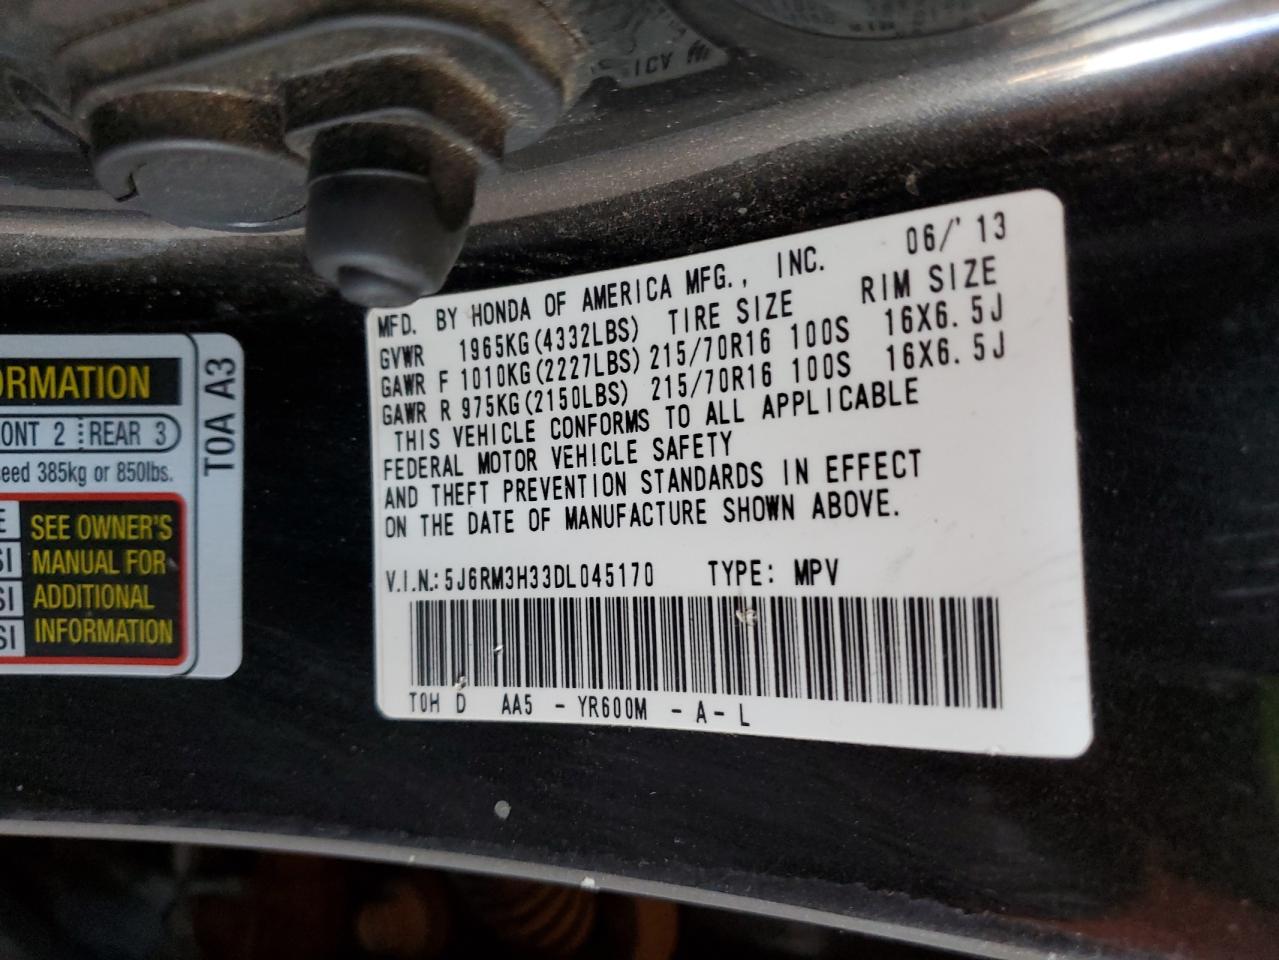 MFD. BY HONDA OF AMERICA MFG., INC. 06/'13
GVWR 1965KG(4332LBS) TIRE SIZE RIM SIZE
GAWR F 1010KG(2227LBS) 215/70R16 100S 16X6.5J
GAWR R 975KG(2150LBS) 215/70R16 100S 16X6.5J
THIS VEHICLE CONFORMS TO ALL APPLICABLE
FEDERAL MOTOR VEHICLE SAFETY
AND THEFT PREVENTION STANDARDS IN EFFECT
ON THE DATE OF MANUFACTURE SHOWN ABOVE.
V.I.N.: 5J6RM3H33DL045170 TYPE: MPV
T0H D AA5 - YR600M - A - L
ORMATION
ONT 2 REAR 3
eed 385kg or 850lbs.
SEE OWNER'S
MANUAL FOR
ADDITIONAL
INFORMATION
E
SI
SI
SI
T0A A3